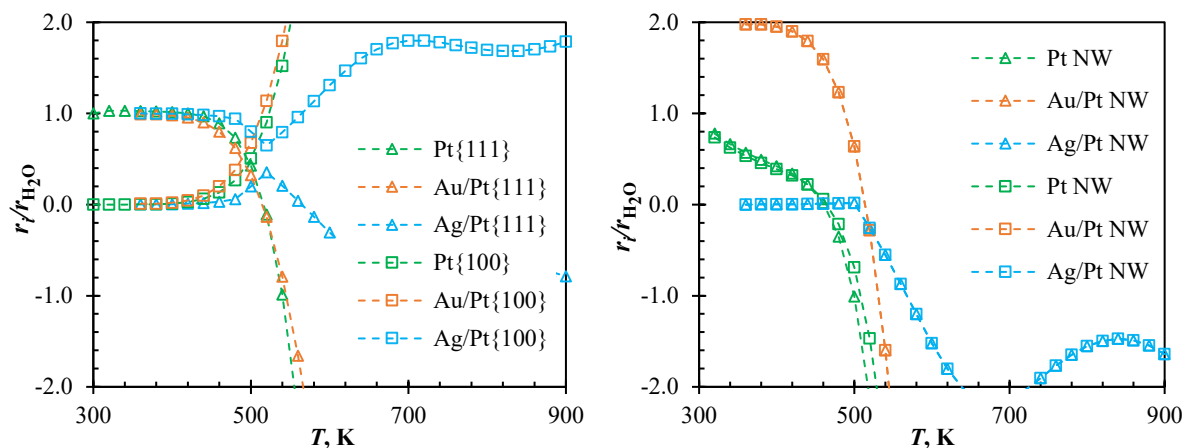 2.0
1.0
0.0
-1.0
-2.0
300
500
700
900
r_i/r_H₂O
T, K
Pt{111}
Au/Pt{111}
Ag/Pt{111}
Pt{100}
Au/Pt{100}
Ag/Pt{100}
2.0
1.0
0.0
-1.0
-2.0
300
500
700
900
r_i/r_H₂O
T, K
Pt NW
Au/Pt NW
Ag/Pt NW
Pt NW
Au/Pt NW
Ag/Pt NW